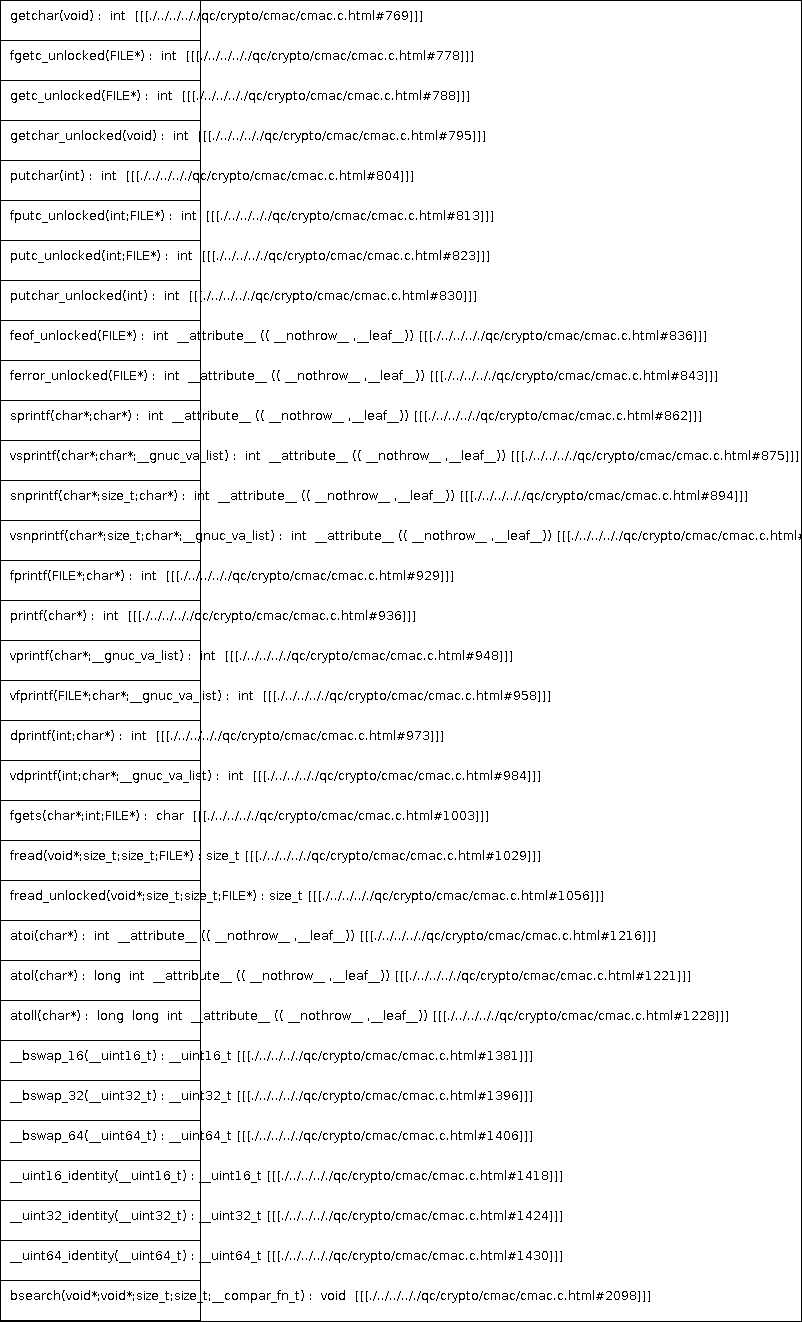 getchar(void) : int [[[./../../././qc/crypto/cmac/cmac.c.html#769]]]
fgetc_unlocked(FILE*) : int [[[./../../././qc/crypto/cmac/cmac.c.html#778]]]
getc_unlocked(FILE*) : int [[[./../../././qc/crypto/cmac/cmac.c.html#788]]]
getchar_unlocked(void) : int [[[./../../././qc/crypto/cmac/cmac.c.html#795]]]
putchar(int) : int [[[./../../././qc/crypto/cmac/cmac.c.html#804]]]
fputc_unlocked(int;FILE*) : int [[[./../../././qc/crypto/cmac/cmac.c.html#813]]]
putc_unlocked(int;FILE*) : int [[[./../../././qc/crypto/cmac/cmac.c.html#823]]]
putchar_unlocked(int) : int [[[./../../././qc/crypto/cmac/cmac.c.html#830]]]
feof_unlocked(FILE*) : int __attribute__ (( __nothrow__ ,__leaf__)) [[[./../../././qc/crypto/cmac/cmac.c.html#836]]]
ferror_unlocked(FILE*) : int __attribute__ (( __nothrow__ ,__leaf__)) [[[./../../././qc/crypto/cmac/cmac.c.html#843]]]
sprintf(char*;char*) : int __attribute__ (( __nothrow__ ,__leaf__)) [[[./../../././qc/crypto/cmac/cmac.c.html#862]]]
vsprintf(char*;char*;__gnuc_va_list) : int __attribute__ (( __nothrow__ ,__leaf__)) [[[./../../././qc/crypto/cmac/cmac.c.html#875]]]
snprintf(char*;size_t;char*) : int __attribute__ (( __nothrow__ ,__leaf__)) [[[./../../././qc/crypto/cmac/cmac.c.html#894]]]
vsnprintf(char*;size_t;char*;__gnuc_va_list) : int __attribute__ (( __nothrow__ ,__leaf__)) [[[./../../././qc/crypto/cmac/cmac.c.html#
fprintf(FILE*;char*) : int [[[./../../././qc/crypto/cmac/cmac.c.html#929]]]
printf(char*) : int [[[./../../././qc/crypto/cmac/cmac.c.html#936]]]
vprintf(char*;__gnuc_va_list) : int [[[./../../././qc/crypto/cmac/cmac.c.html#948]]]
vfprintf(FILE*;char*;__gnuc_va_list) : int [[[./../../././qc/crypto/cmac/cmac.c.html#958]]]
dprintf(int;char*) : int [[[./../../././qc/crypto/cmac/cmac.c.html#973]]]
vdprintf(int;char*;__gnuc_va_list) : int [[[./../../././qc/crypto/cmac/cmac.c.html#984]]]
fgets(char*;int;FILE*) : char [[[./../../././qc/crypto/cmac/cmac.c.html#1003]]]
fread(void*;size_t;size_t;FILE*) : size_t [[[./../../././qc/crypto/cmac/cmac.c.html#1029]]]
fread_unlocked(void*;size_t;size_t;FILE*) : size_t [[[./../../././qc/crypto/cmac/cmac.c.html#1056]]]
atoi(char*) : int __attribute__ (( __nothrow__ ,__leaf__)) [[[./../../././qc/crypto/cmac/cmac.c.html#1216]]]
atol(char*) : long int __attribute__ (( __nothrow__ ,__leaf__)) [[[./../../././qc/crypto/cmac/cmac.c.html#1221]]]
atoll(char*) : long long int __attribute__ (( __nothrow__ ,__leaf__)) [[[./../../././qc/crypto/cmac/cmac.c.html#1228]]]
__bswap_16(__uint16_t) : __uint16_t [[[./../../././qc/crypto/cmac/cmac.c.html#1381]]]
__bswap_32(__uint32_t) : __uint32_t [[[./../../././qc/crypto/cmac/cmac.c.html#1396]]]
__bswap_64(__uint64_t) : __uint64_t [[[./../../././qc/crypto/cmac/cmac.c.html#1406]]]
__uint16_identity(__uint16_t) : __uint16_t [[[./../../././qc/crypto/cmac/cmac.c.html#1418]]]
__uint32_identity(__uint32_t) : __uint32_t [[[./../../././qc/crypto/cmac/cmac.c.html#1424]]]
__uint64_identity(__uint64_t) : __uint64_t [[[./../../././qc/crypto/cmac/cmac.c.html#1430]]]
bsearch(void*;void*;size_t;size_t;__compar_fn_t) : void [[[./../../././qc/crypto/cmac/cmac.c.html#2098]]]